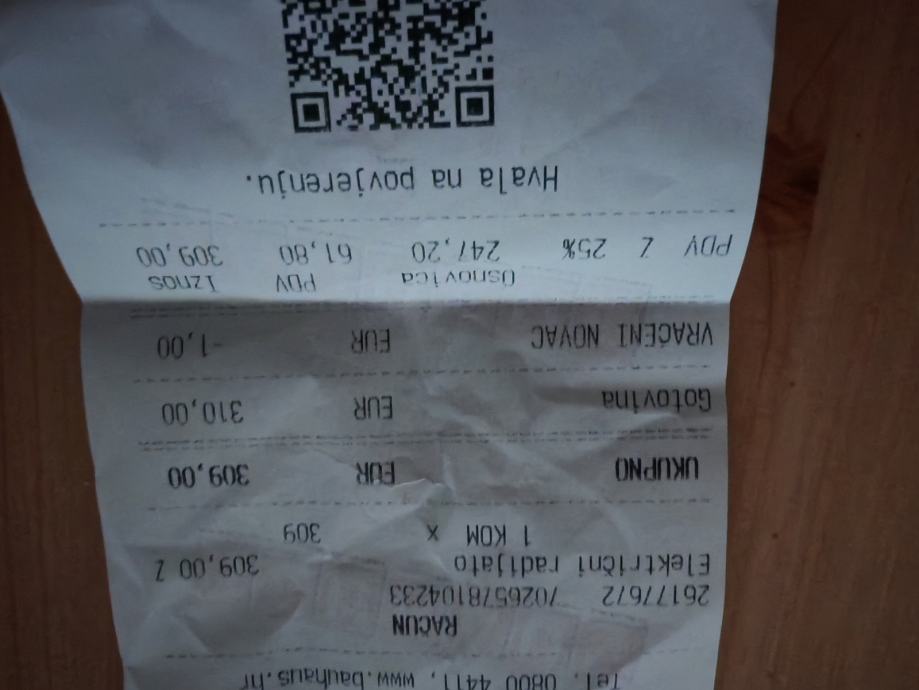 Tel. 0800 4411, www.bauhaus.hr
RAČUN
26177672 7026578104233
Električni radijato 309,00 Z
1 KOM x 309
UKUPNO EUR 309,00
Gotovina EUR 310,00
VRAĆENI NOVAC EUR -1,00
Osnovica PDV Iznos
PDV Z 25% 247,20 61,80 309,00
Hvala na povjerenju.